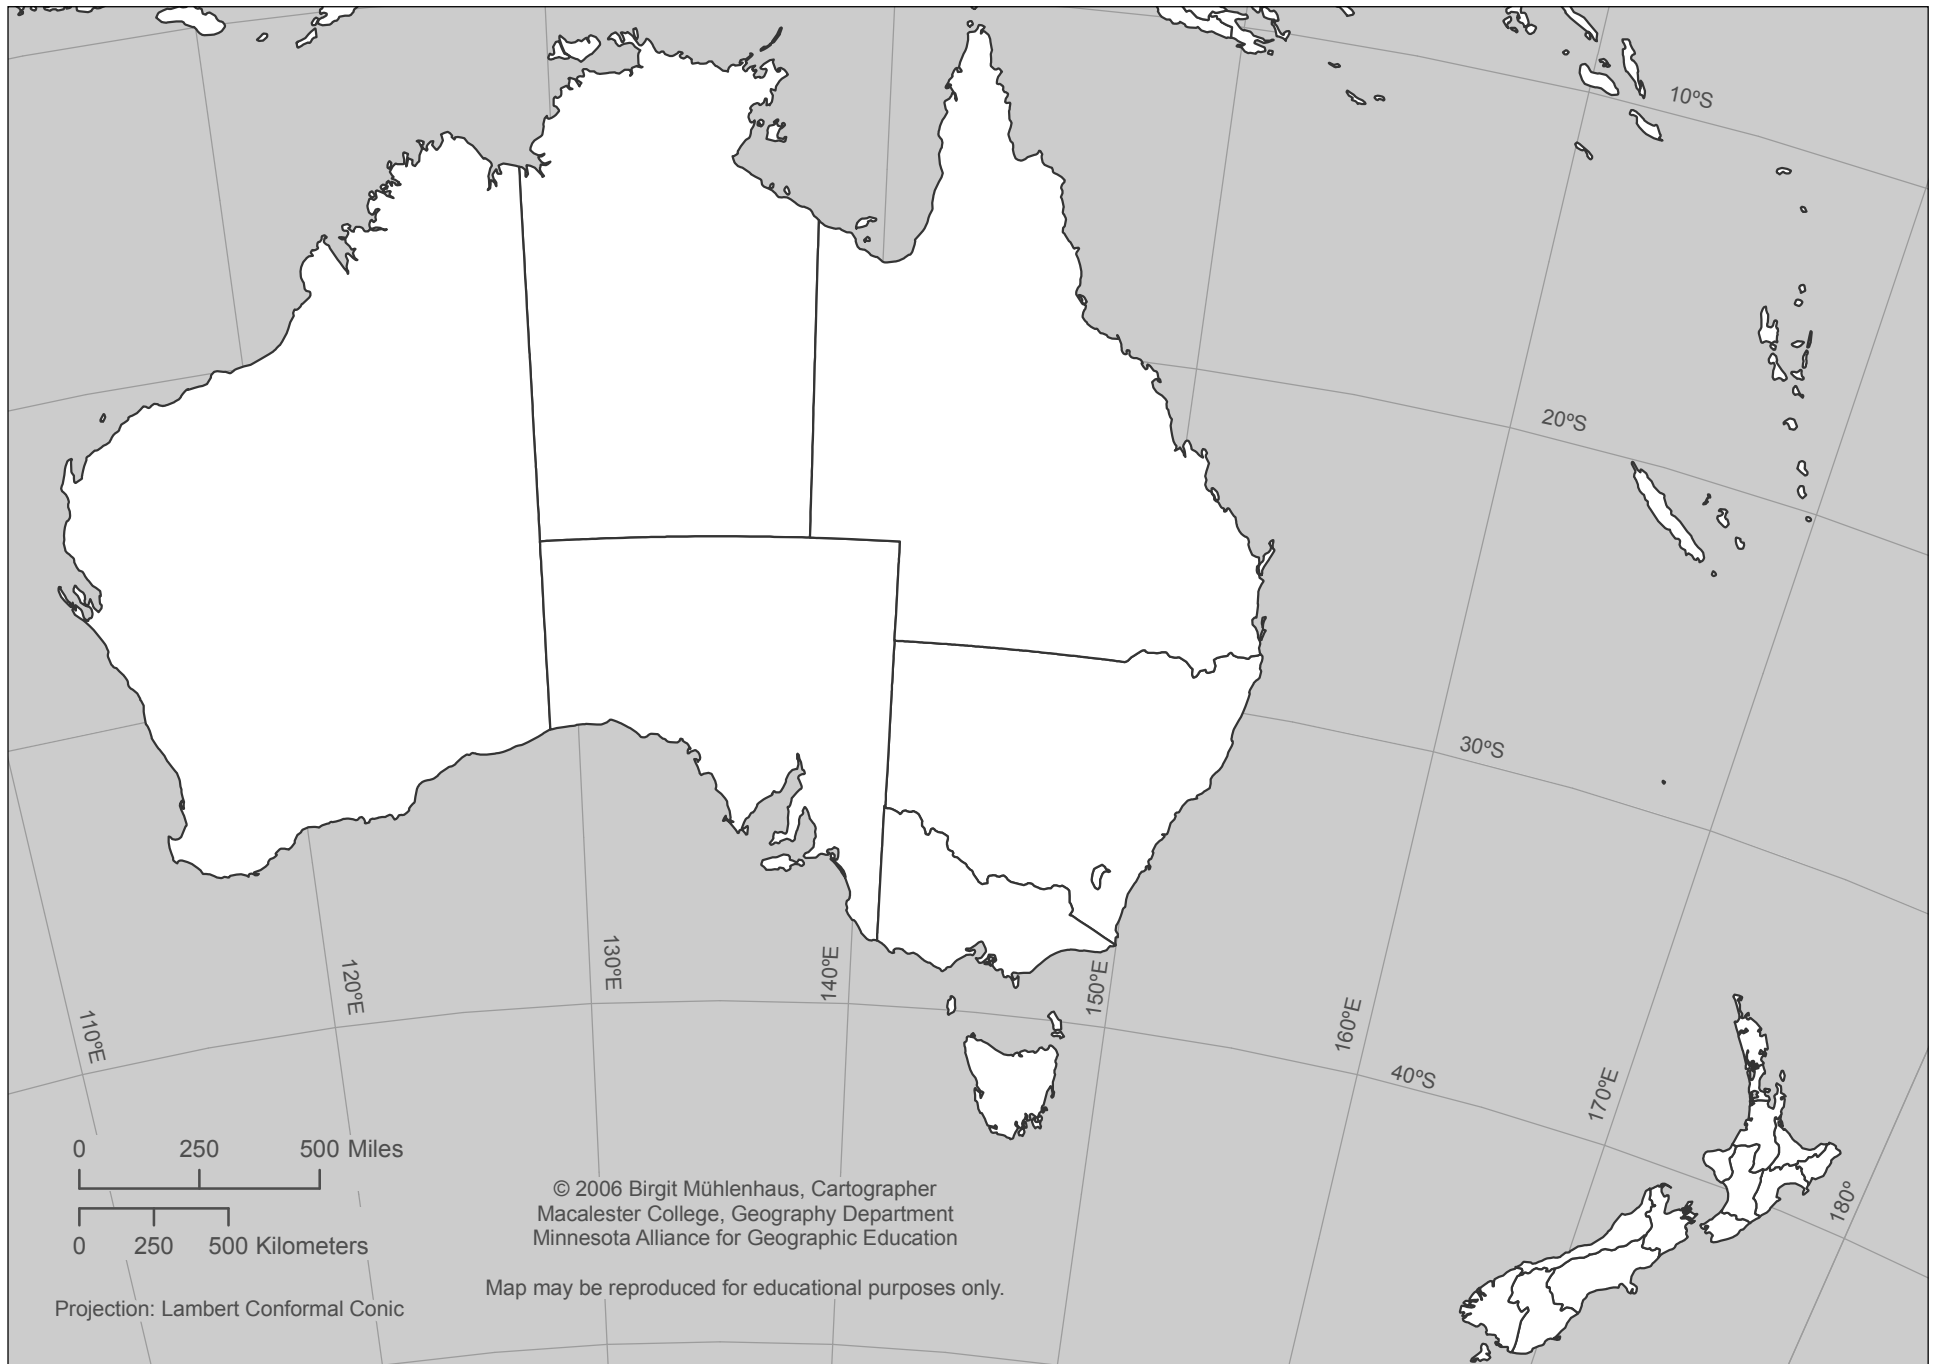 10ºS
20ºS
30ºS
130ºE
140ºE
120ºE
150ºE
110ºE
160ºE
40ºS
170ºE
180º
0 250 500 Miles
0 250 500 Kilometers
Projection: Lambert Conformal Conic
© 2006 Birgit Mühlenhaus, Cartographer
Macalester College, Geography Department
Minnesota Alliance for Geographic Education
Map may be reproduced for educational purposes only.